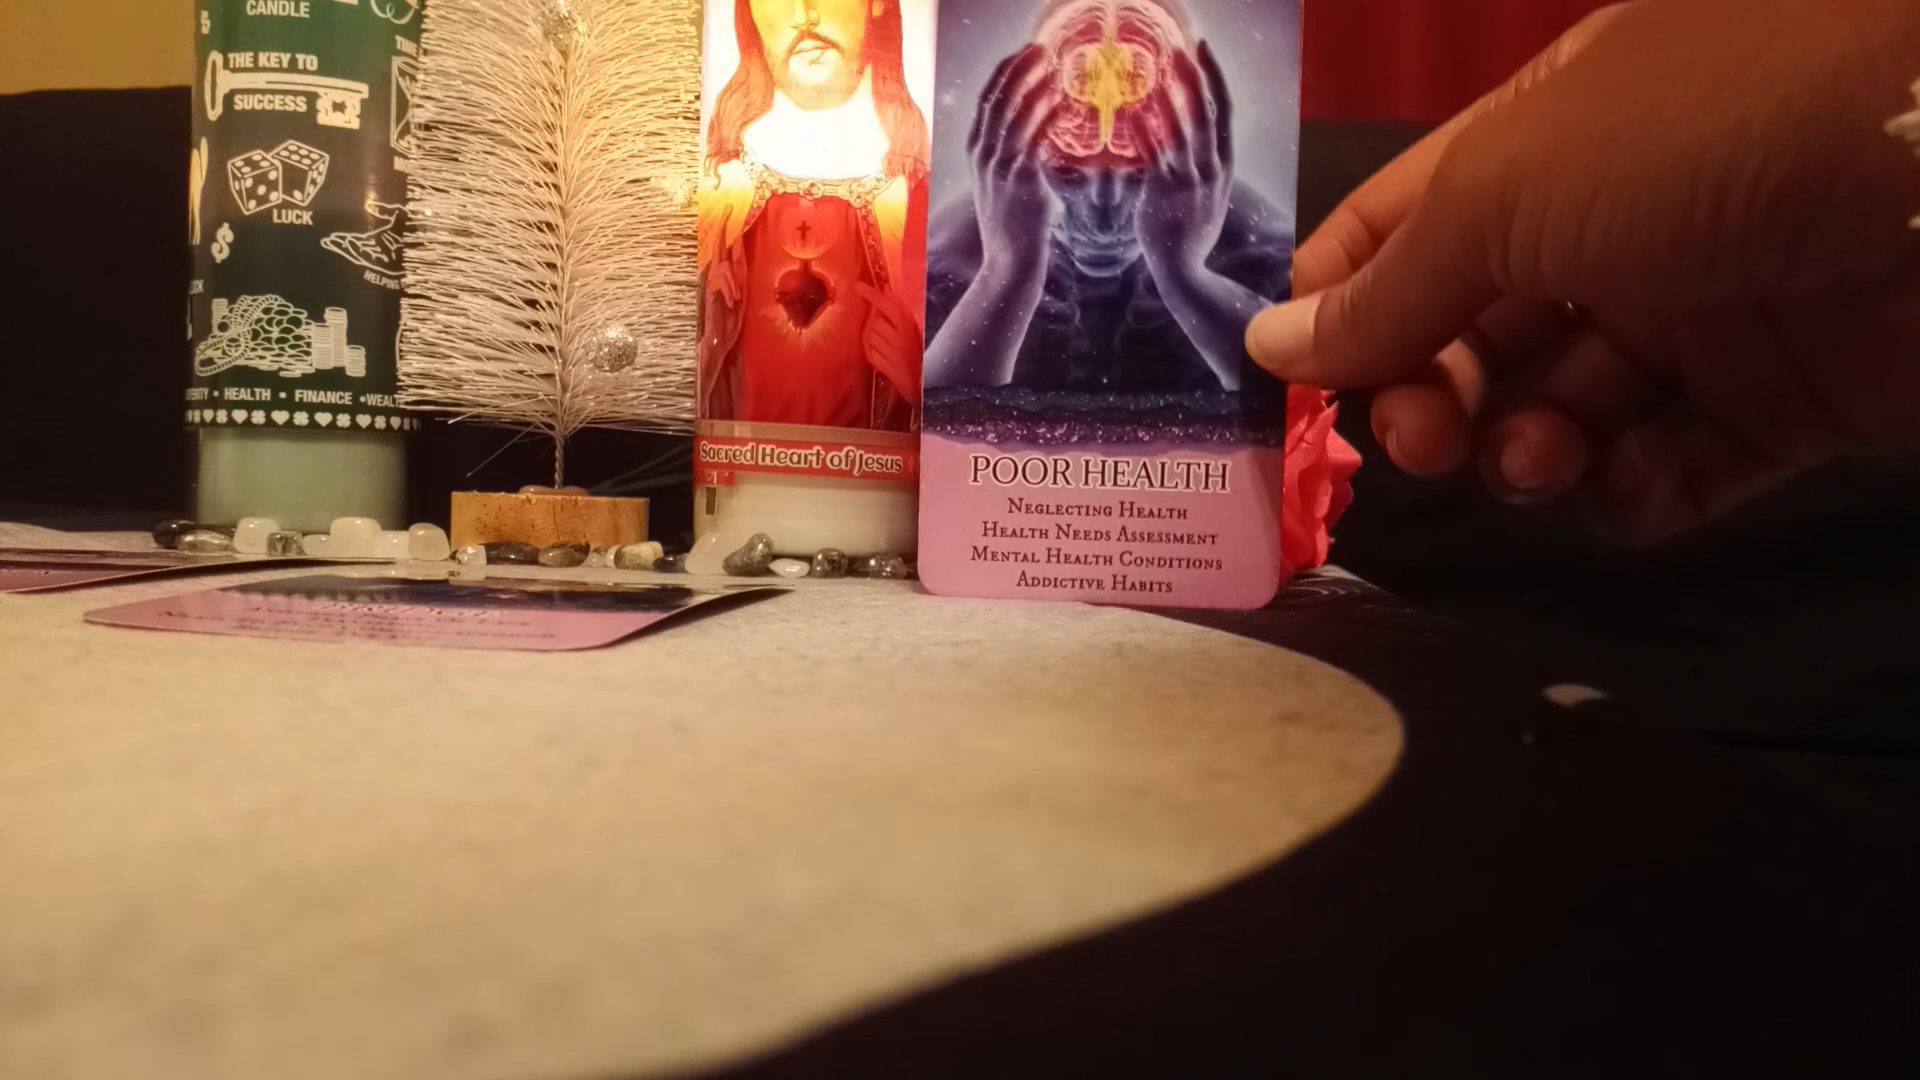 CANDLE
THE KEY TO
SUCCESS
LUCK
$
HEALTH • FINANCE •
Sacred Heart of Jesus
POOR HEALTH
NEGLECTING HEALTH
HEALTH NEEDS ASSESSMENT
MENTAL HEALTH CONDITIONS
ADDICTIVE HABITS